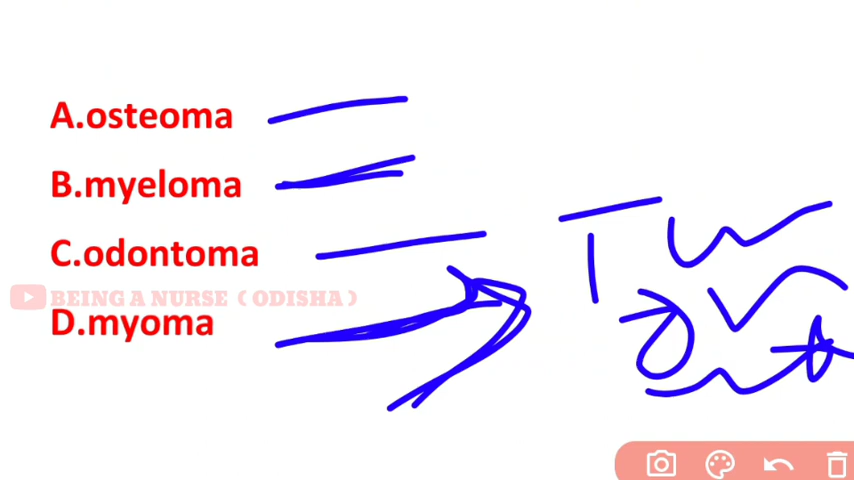 A.osteoma
B.myeloma
C.odontoma
BEING A NURSE ( ODISHA )
D.myoma